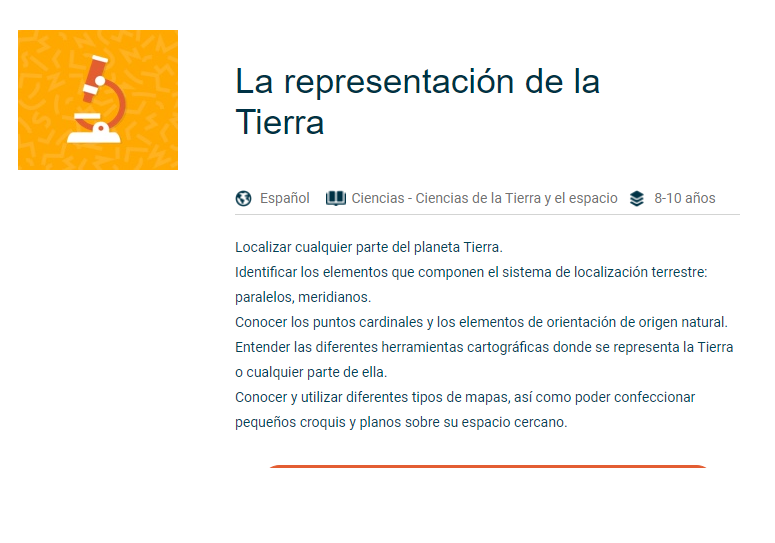 La representación de la
Tierra
Español Ciencias - Ciencias de la Tierra y el espacio 8-10 años
Localizar cualquier parte del planeta Tierra.
Identificar los elementos que componen el sistema de localización terrestre:
paralelos, meridianos.
Conocer los puntos cardinales y los elementos de orientación de origen natural.
Entender las diferentes herramientas cartográficas donde se representa la Tierra
o cualquier parte de ella.
Conocer y utilizar diferentes tipos de mapas, así como poder confeccionar
pequeños croquis y planos sobre su espacio cercano.